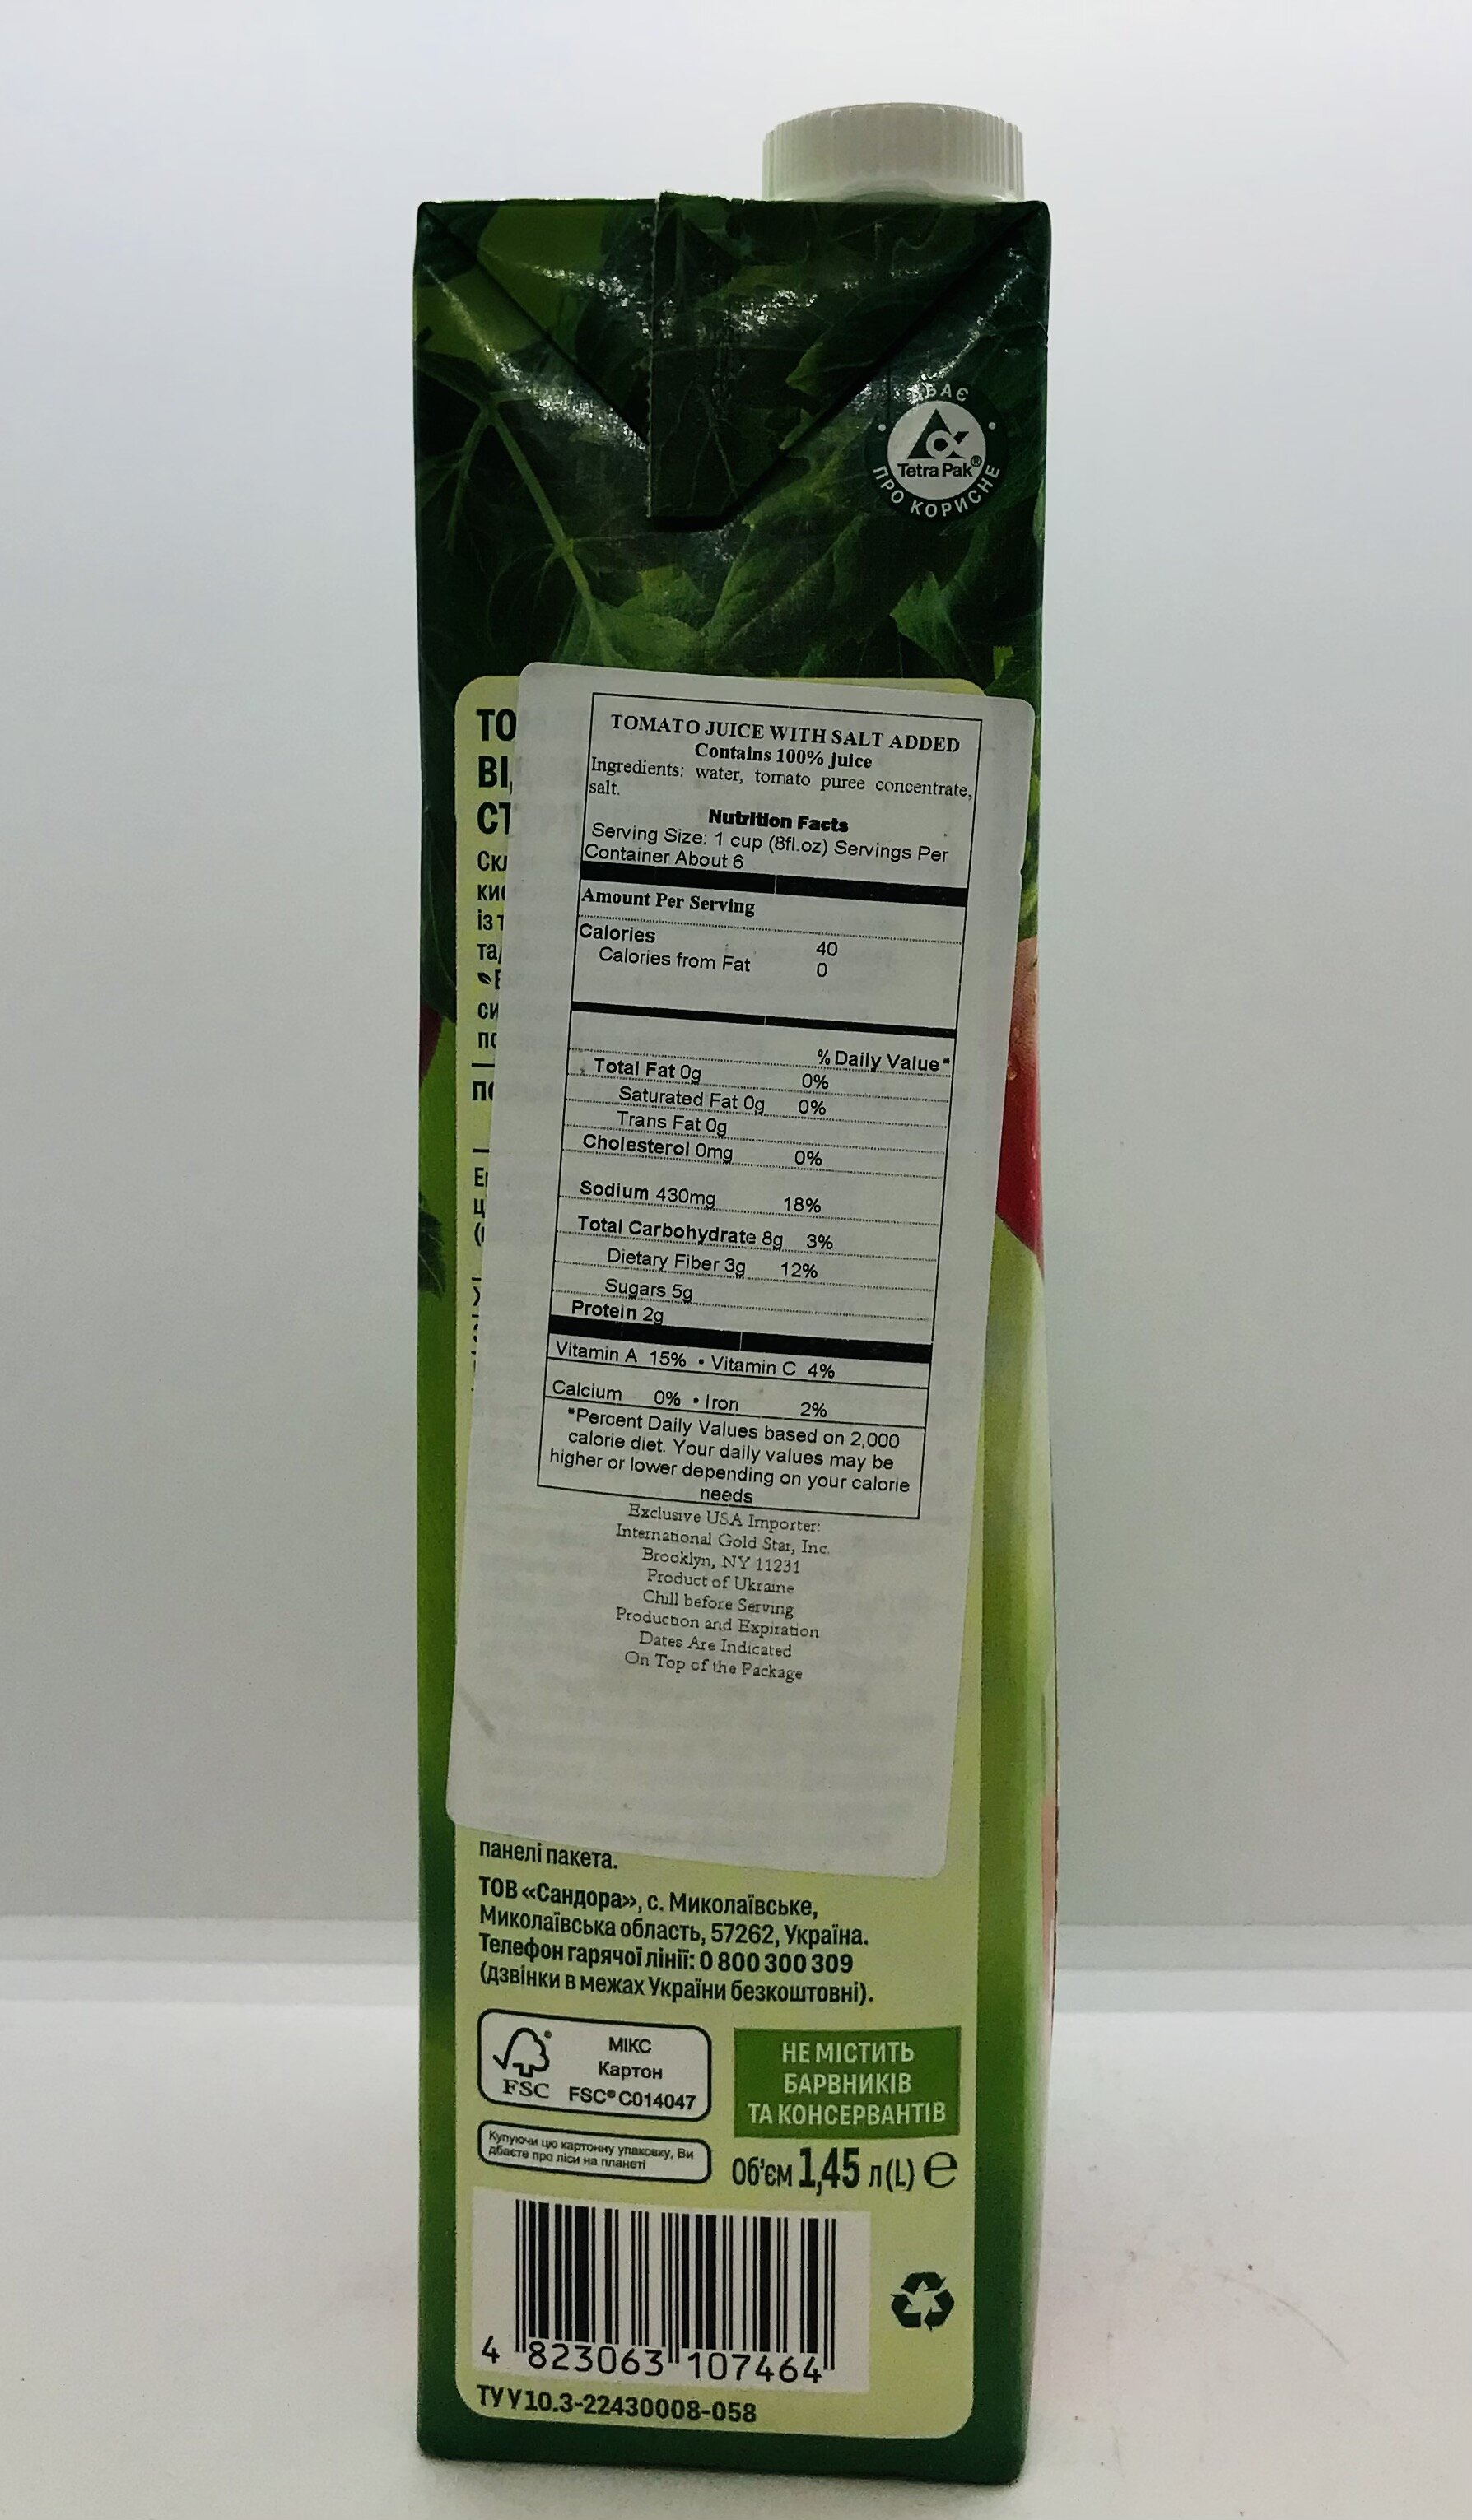 ДБАЄ
Tetra Pak®
ПРО КОРИСНЕ
TOMATO JUICE WITH SALT ADDED
Contains 100% juice
Ingredients: water, tomato puree concentrate,
salt.
Nutrition Facts
Serving Size: 1 cup (8fl.oz) Servings Per
Container About 6
Amount Per Serving
Calories 40
Calories from Fat 0
% Daily Value*
Total Fat 0g 0%
Saturated Fat 0g 0%
Trans Fat 0g
Cholesterol 0mg 0%
Sodium 430mg 18%
Total Carbohydrate 8g 3%
Dietary Fiber 3g 12%
Sugars 5g
Protein 2g
Vitamin A 15% • Vitamin C 4%
Calcium 0% • Iron 2%
*Percent Daily Values based on 2,000
calorie diet. Your daily values may be
higher or lower depending on your calorie
needs
Exclusive USA Importer:
International Gold Star, Inc.
Brooklyn, NY 11231
Product of Ukraine
Chill before Serving
Production and Expiration
Dates Are Indicated
On Top of the Package
панелі пакета.
ТОВ «Сандора», с. Миколаївське,
Миколаївська область, 57262, Україна.
Телефон гарячої лінії: 0 800 300 309
(дзвінки в межах України безкоштовні).
FSC
МІКС
Картон
FSC® C014047
НЕ МІСТИТЬ
БАРВНИКІВ
ТА КОНСЕРВАНТІВ
Купуючи цю картонну упаковку, Ви
дбаєте про ліси на планеті
Об'єм 1,45 л (L) ℮
4 823063 107464
ТУ У 10.3-22430008-058